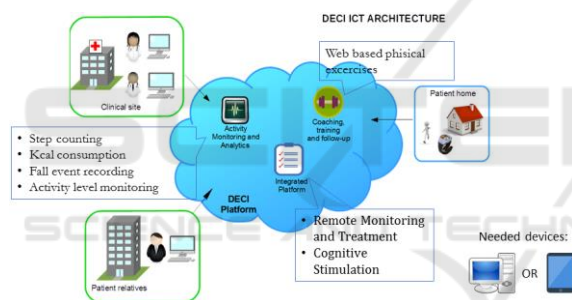 DECI ICT ARCHITECTURE
Web based phisical
excercises
Clinical site
Activity
Monitoring and
Analytics
Coaching,
training
and follow-up
Patient home
• Step counting
• Kcal consumption
• Fall event recording
• Activity level monitoring
Integrated
Platform
DECI
Platform
• Remote Monitoring
and Treatment
• Cognitive
Stimulation
Patient relatives
Needed devices:
OR